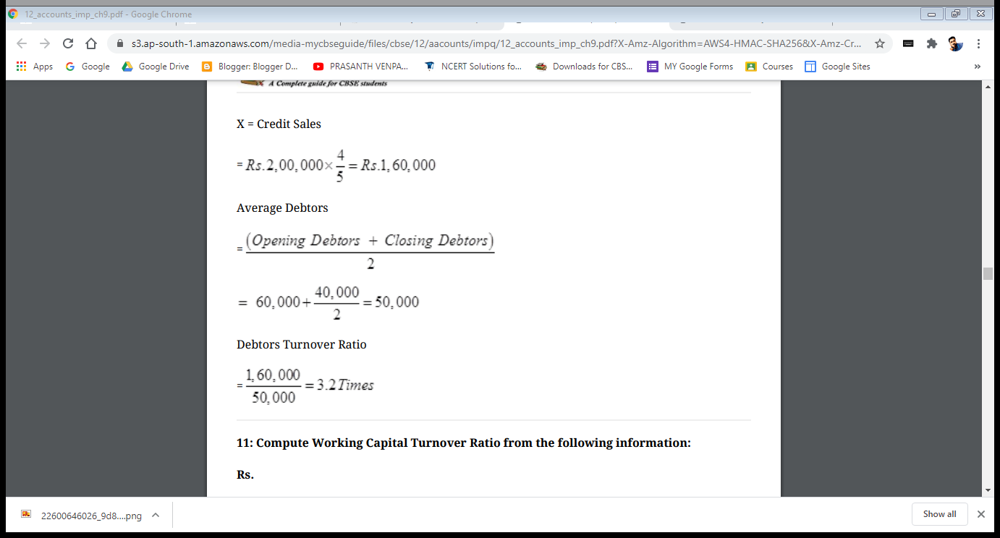 12_accounts_imp_ch9.pdf - Google Chrome
s3.ap-south-1.amazonaws.com/media-mycbseguide/files/cbse/12/aacounts/impq/12_accounts_imp_ch9.pdf?X-Amz-Algorithm=AWS4-HMAC-SHA256&X-Amz-Cr...
Apps Google Google Drive Blogger: Blogger D... PRASANTH VENPA... NCERT Solutions fo... Downloads for CBS... MY Google Forms Courses Google Sites »
A Complete guide for CBSE students
X = Credit Sales
= Rs.2,00,000× 4/5 = Rs.1,60,000
Average Debtors
= (Opening Debtors + Closing Debtors) / 2
= 60,000+ 40,000/2 = 50,000
Debtors Turnover Ratio
= 1,60,000/50,000 = 3.2 Times
11: Compute Working Capital Turnover Ratio from the following information:
Rs.
22600646026_9d8....png
Show all